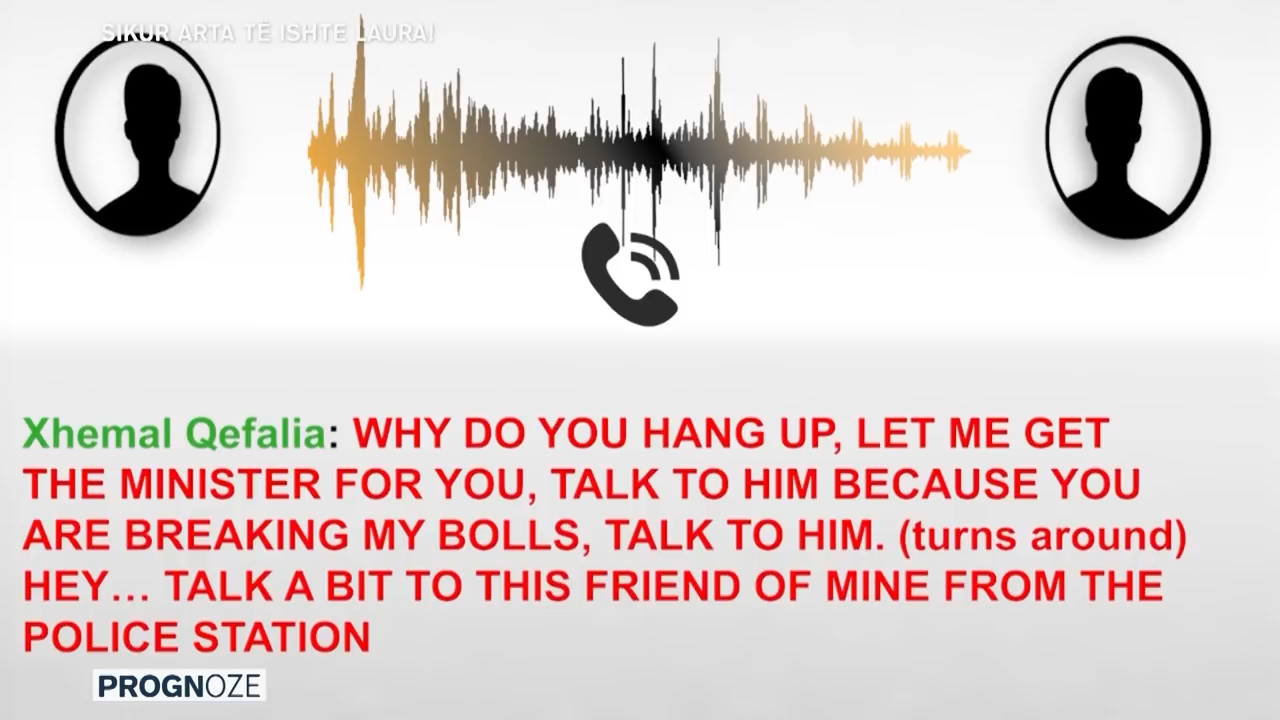 SIKUR ARTA TË ISHTE LAURA!
Xhemal Qefalia: WHY DO YOU HANG UP, LET ME GET
THE MINISTER FOR YOU, TALK TO HIM BECAUSE YOU
ARE BREAKING MY BOLLS, TALK TO HIM. (turns around)
HEY... TALK A BIT TO THIS FRIEND OF MINE FROM THE
POLICE STATION
PROGNOZE